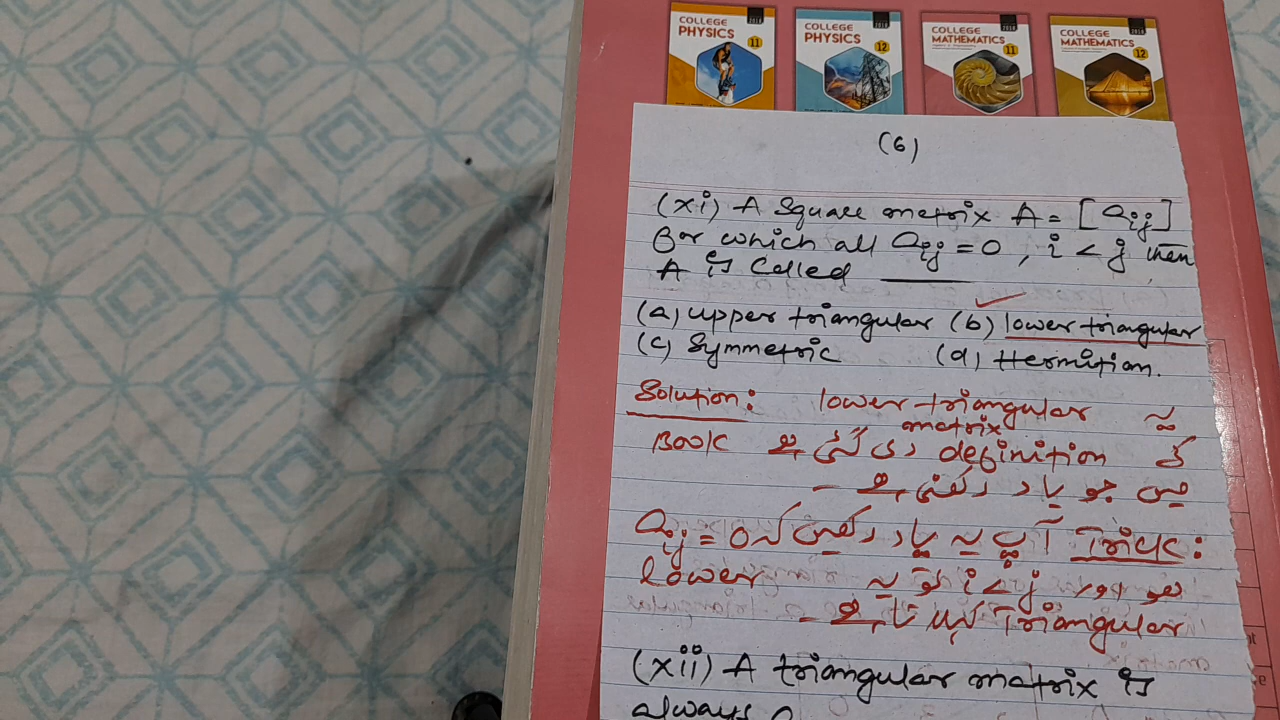 COLLEGE PHYSICS 11
COLLEGE PHYSICS 12
COLLEGE MATHEMATICS 11
COLLEGE MATHEMATICS 12
(6)
(xi) A Square matrix A = [aij]
for which all aij = 0 , i < j then
A is Called ______
(a) upper triangular (b) lower triangular
(c) Symmetric (d) Hermitian.
Solution: lower triangular یہ
matrix
کی definition دی گئی ہے Book
میں جو یاد رکھنی ہے ۔
Trick: آپ یہ یاد رکھیں کہ aij = 0
ہو اور i < j تو یہ lower
Triangular کہلاتا ہے ۔
(xii) A triangular matrix is
always